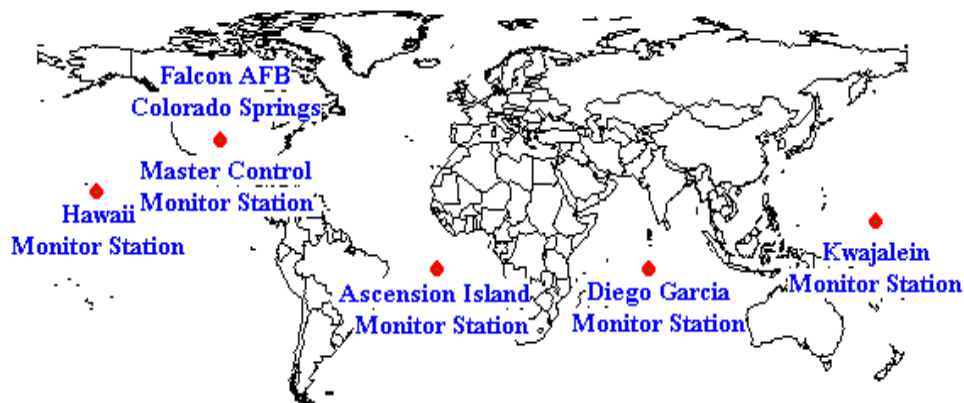 Falcon AFB
Colorado Springs
Master Control
Monitor Station
Hawaii
Monitor Station
Ascension Island
Monitor Station
Diego Garcia
Monitor Station
Kwajalein
Monitor Station